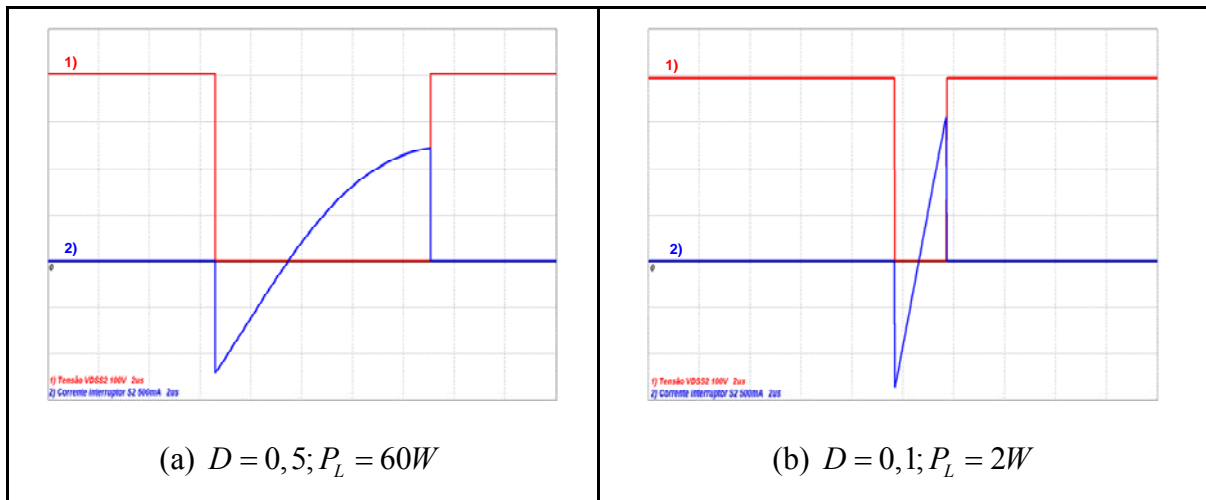 1)
2)
0
1) Tensão VDSS2 100V 2us
2) Corrente Interruptor S2 500mA 2us
(a) D = 0,5; P_L = 60W
1)
2)
0
1) Tensão VDSS2 100V 2us
2) Corrente Interruptor S2 500mA 2us
(b) D = 0,1; P_L = 2W